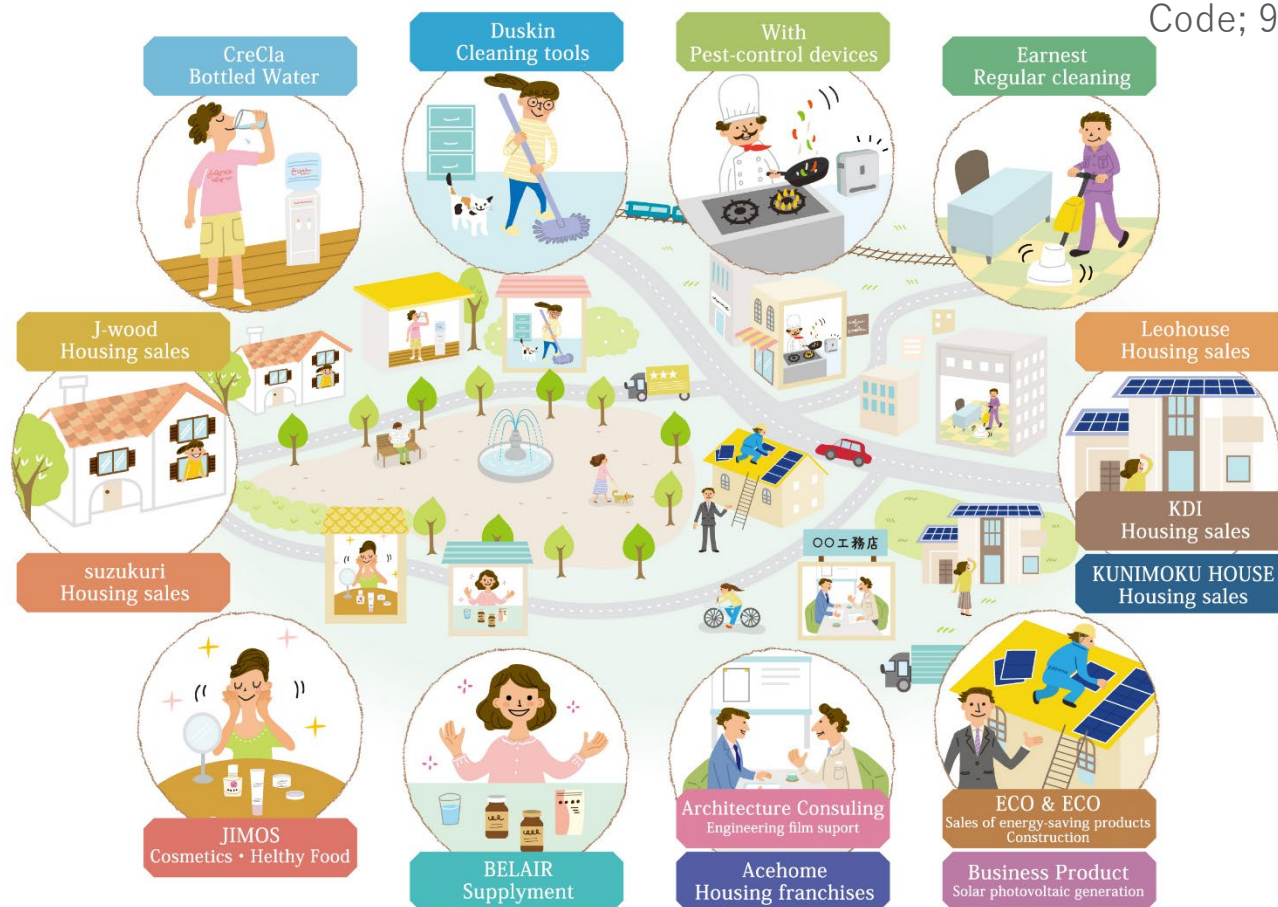 Code; 9
CreCla
Bottled Water
Duskin
Cleaning tools
With
Pest-control devices
Earnest
Regular cleaning
J-wood
Housing sales
Leohouse
Housing sales
KDI
Housing sales
suzukuri
Housing sales
KUNIMOKU HOUSE
Housing sales
〇〇工務店
JIMOS
Cosmetics・Helthy Food
BELAIR
Supplyment
Architecture Consuling
Engineering film suport
Acehome
Housing franchises
ECO & ECO
Sales of energy-saving products
Construction
Business Product
Solar photovoltaic generation